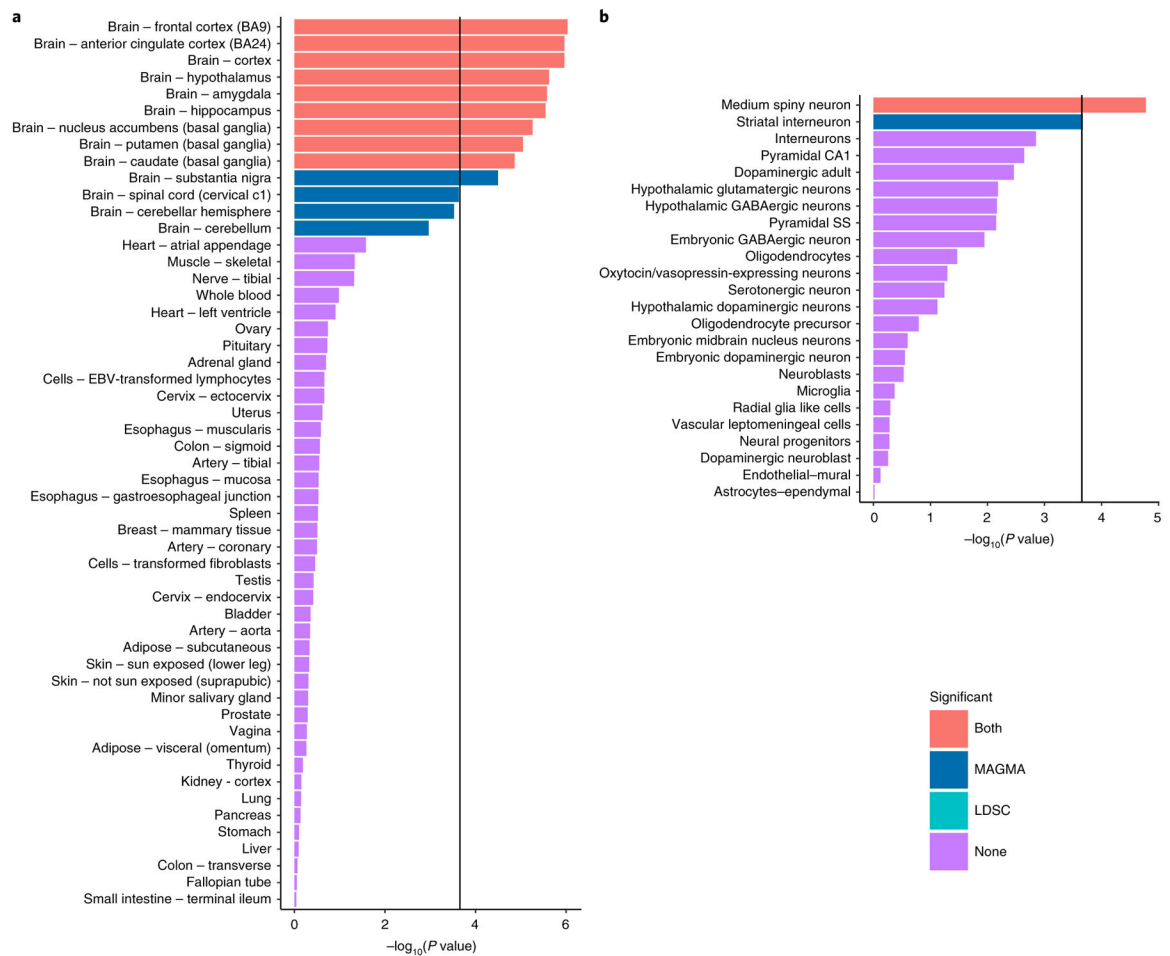 a
Brain – frontal cortex (BA9)
Brain – anterior cingulate cortex (BA24)
Brain – cortex
Brain – hypothalamus
Brain – amygdala
Brain – hippocampus
Brain – nucleus accumbens (basal ganglia)
Brain – putamen (basal ganglia)
Brain – caudate (basal ganglia)
Brain – substantia nigra
Brain – spinal cord (cervical c1)
Brain – cerebellar hemisphere
Brain – cerebellum
Heart – atrial appendage
Muscle – skeletal
Nerve – tibial
Whole blood
Heart – left ventricle
Ovary
Pituitary
Adrenal gland
Cells – EBV-transformed lymphocytes
Cervix – ectocervix
Uterus
Esophagus – muscularis
Colon – sigmoid
Artery – tibial
Esophagus – mucosa
Esophagus – gastroesophageal junction
Spleen
Breast – mammary tissue
Artery – coronary
Cells – transformed fibroblasts
Testis
Cervix – endocervix
Bladder
Artery – aorta
Adipose – subcutaneous
Skin – sun exposed (lower leg)
Skin – not sun exposed (suprapubic)
Minor salivary gland
Prostate
Vagina
Adipose – visceral (omentum)
Thyroid
Kidney - cortex
Lung
Pancreas
Stomach
Liver
Colon – transverse
Fallopian tube
Small intestine – terminal ileum
0 2 4 6
–log10(P value)
b
Medium spiny neuron
Striatal interneuron
Interneurons
Pyramidal CA1
Dopaminergic adult
Hypothalamic glutamatergic neurons
Hypothalamic GABAergic neurons
Pyramidal SS
Embryonic GABAergic neuron
Oligodendrocytes
Oxytocin/vasopressin-expressing neurons
Serotonergic neuron
Hypothalamic dopaminergic neurons
Oligodendrocyte precursor
Embryonic midbrain nucleus neurons
Embryonic dopaminergic neuron
Neuroblasts
Microglia
Radial glia like cells
Vascular leptomeningeal cells
Neural progenitors
Dopaminergic neuroblast
Endothelial–mural
Astrocytes–ependymal
0 1 2 3 4 5
–log10(P value)
Significant
Both
MAGMA
LDSC
None